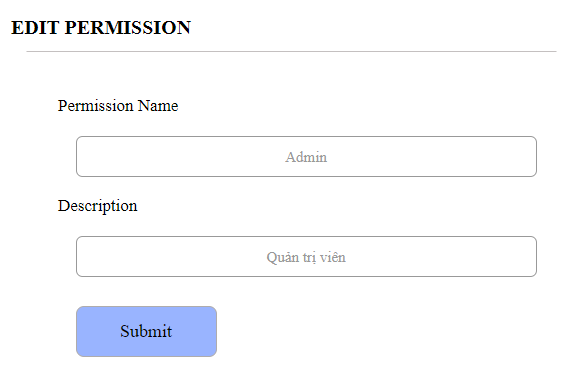 EDIT PERMISSION
Permission Name
Admin
Description
Quản trị viên
Submit